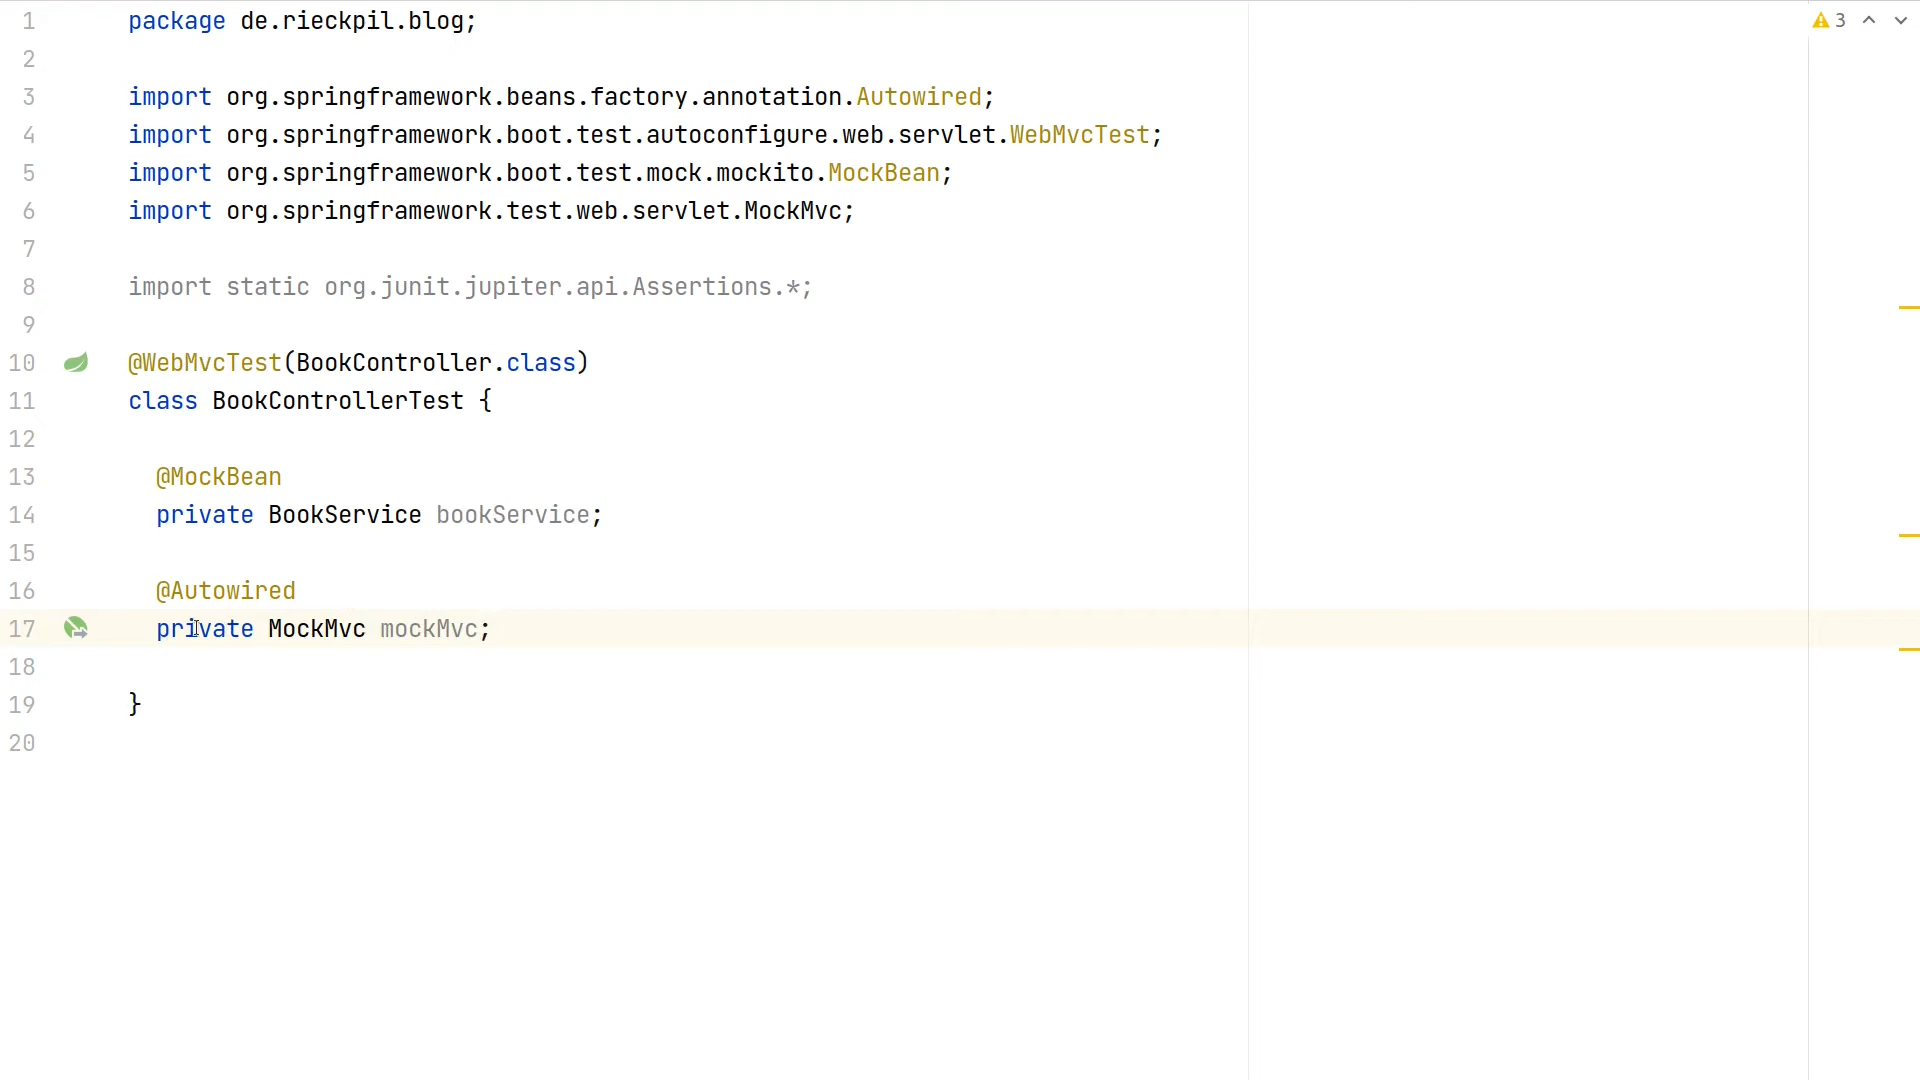 1 package de.rieckpil.blog;
2
3 import org.springframework.beans.factory.annotation.Autowired;
4 import org.springframework.boot.test.autoconfigure.web.servlet.WebMvcTest;
5 import org.springframework.boot.test.mock.mockito.MockBean;
6 import org.springframework.test.web.servlet.MockMvc;
7
8 import static org.junit.jupiter.api.Assertions.*;
9
10 @WebMvcTest(BookController.class)
11 class BookControllerTest {
12
13 @MockBean
14 private BookService bookService;
15
16 @Autowired
17 private MockMvc mockMvc;
18
19 }
20
3